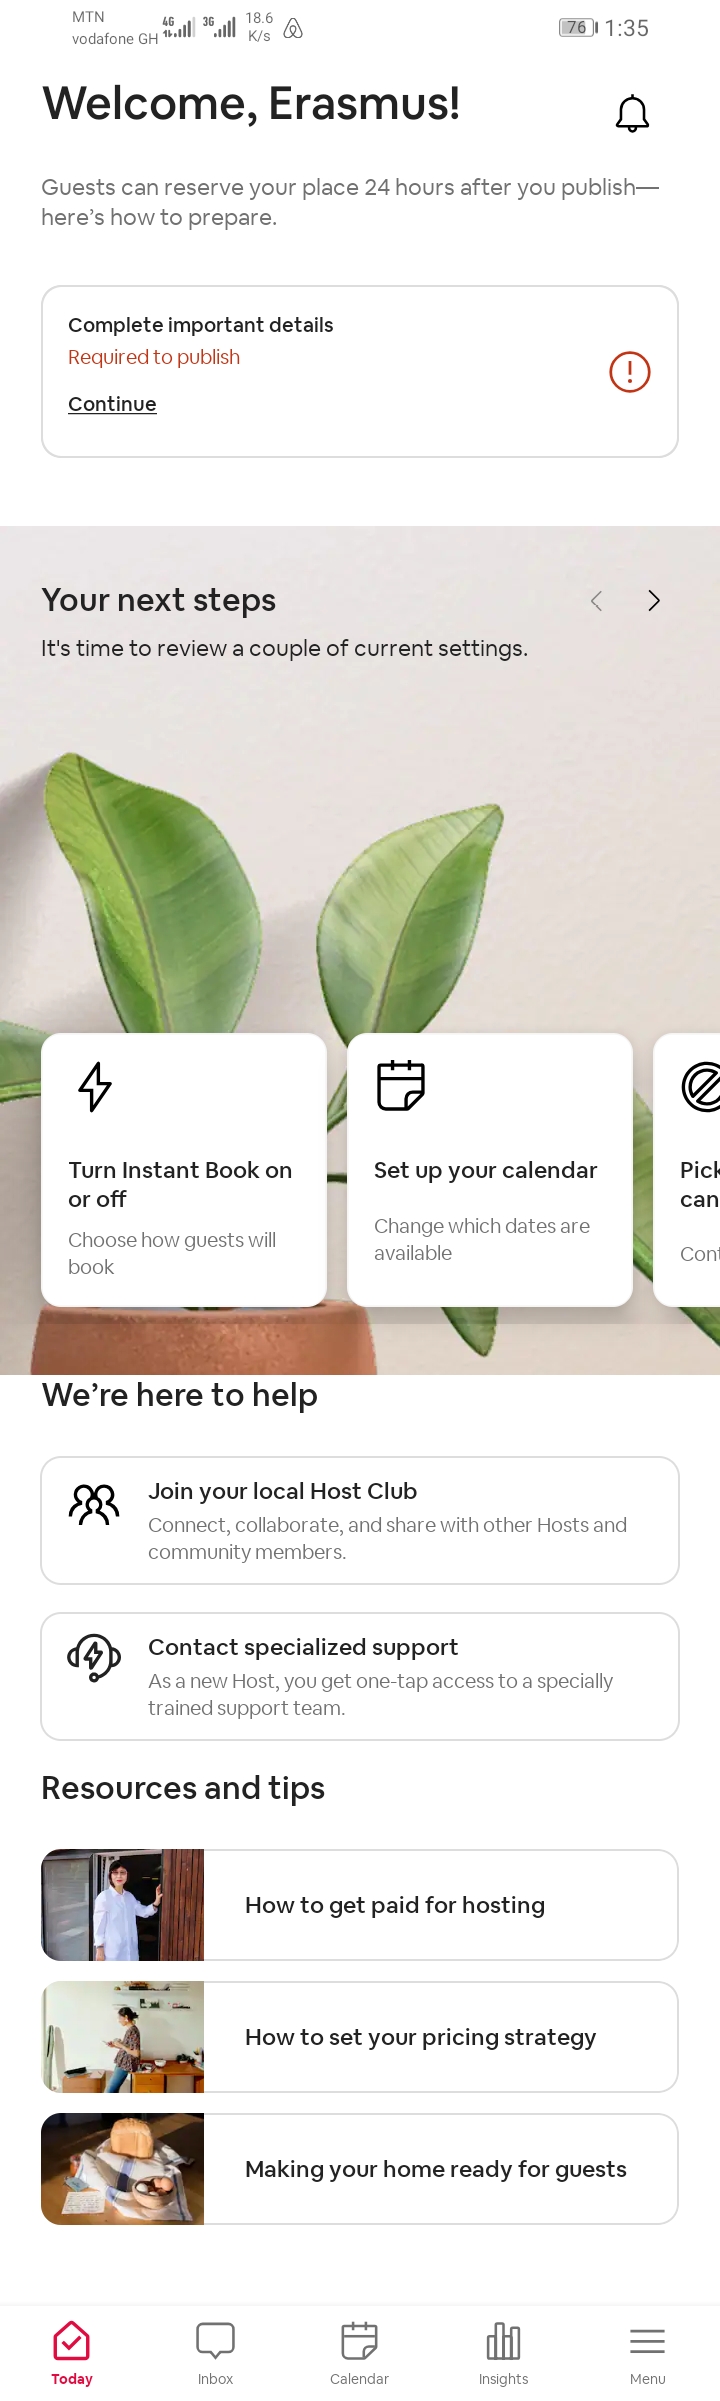 MTN
vodafone GH
4G
3G
18.6
K/s
76
1:35
Welcome, Erasmus!
Guests can reserve your place 24 hours after you publish—
here’s how to prepare.
Complete important details
Required to publish
Continue
Your next steps
It's time to review a couple of current settings.
Turn Instant Book on
or off
Choose how guests will
book
Set up your calendar
Change which dates are
available
Pick
can
Cont
We’re here to help
Join your local Host Club
Connect, collaborate, and share with other Hosts and
community members.
Contact specialized support
As a new Host, you get one-tap access to a specially
trained support team.
Resources and tips
How to get paid for hosting
How to set your pricing strategy
Making your home ready for guests
Today
Inbox
Calendar
Insights
Menu